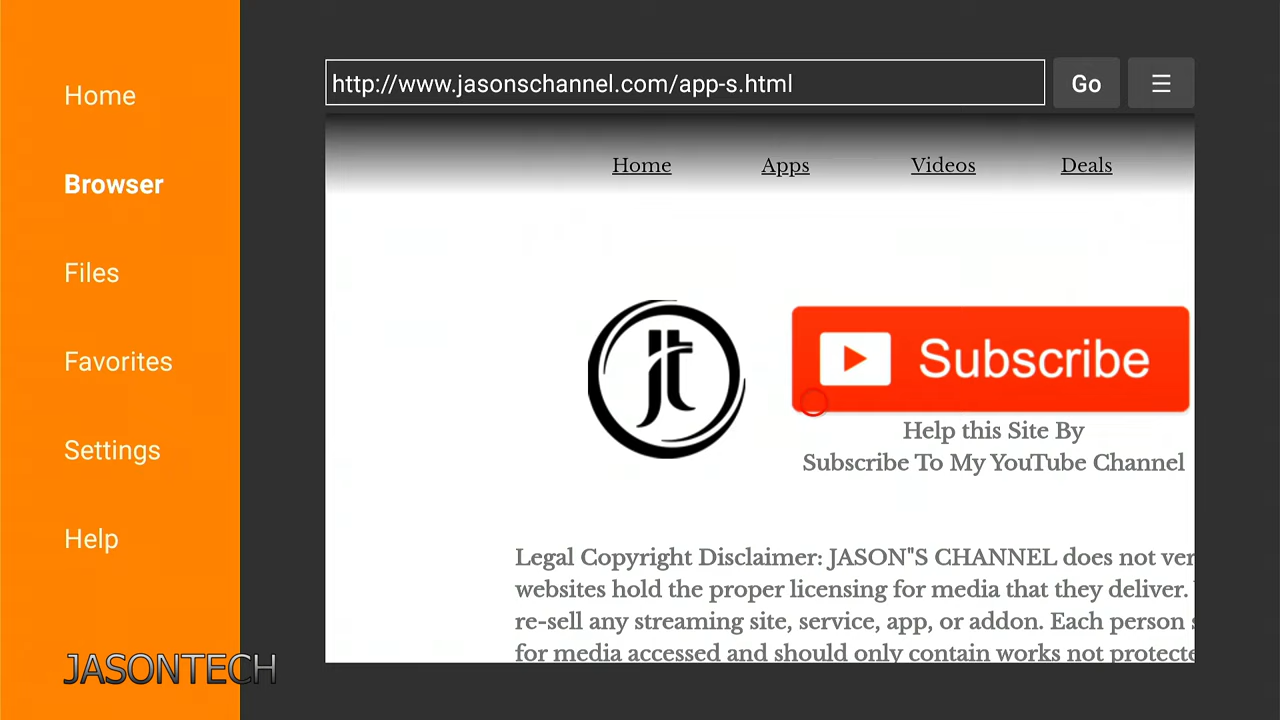 Home
Browser
Files
Favorites
Settings
Help
JASONTECH
http://www.jasonschannel.com/app-s.html
Go
Home Apps Videos Deals
jt
Subscribe
Help this Site By
Subscribe To My YouTube Channel
Legal Copyright Disclaimer: JASON"S CHANNEL does not ver
websites hold the proper licensing for media that they deliver.
re-sell any streaming site, service, app, or addon. Each person s
for media accessed and should only contain works not protecte